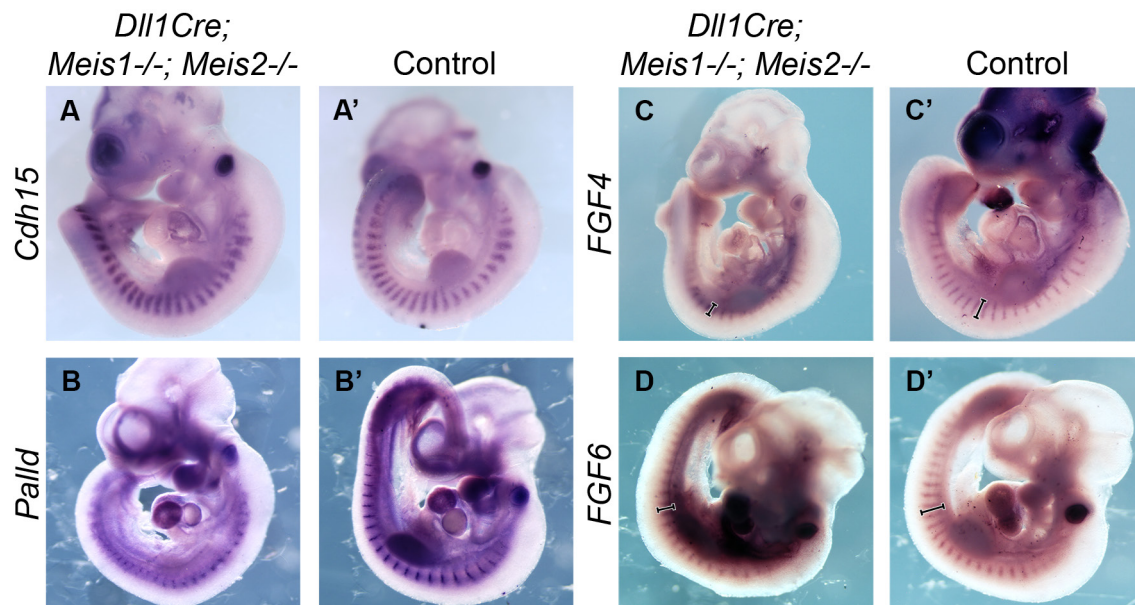 Dll1Cre;
Meis1-/-; Meis2-/-
Control
Dll1Cre;
Meis1-/-; Meis2-/-
Control
Cdh15
A
A'
FGF4
C
C'
Palld
B
B'
FGF6
D
D'